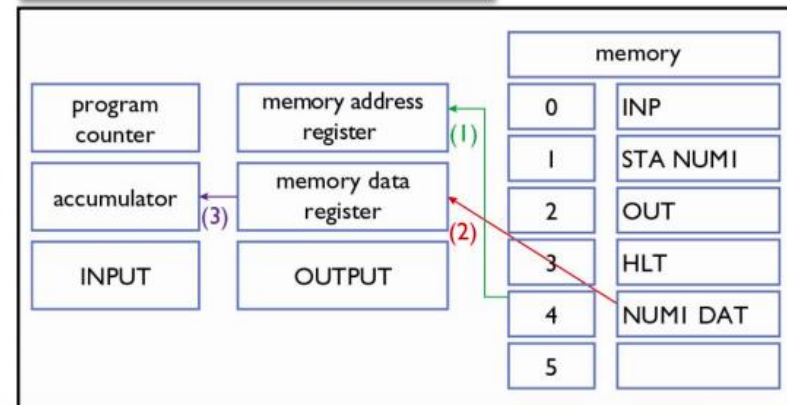 memory
program
counter
memory address
register
(1)
0
INP
accumulator
(3)
memory data
register
(2)
1
STA NUM1
2
OUT
INPUT
OUTPUT
3
HLT
4
NUM1 DAT
5